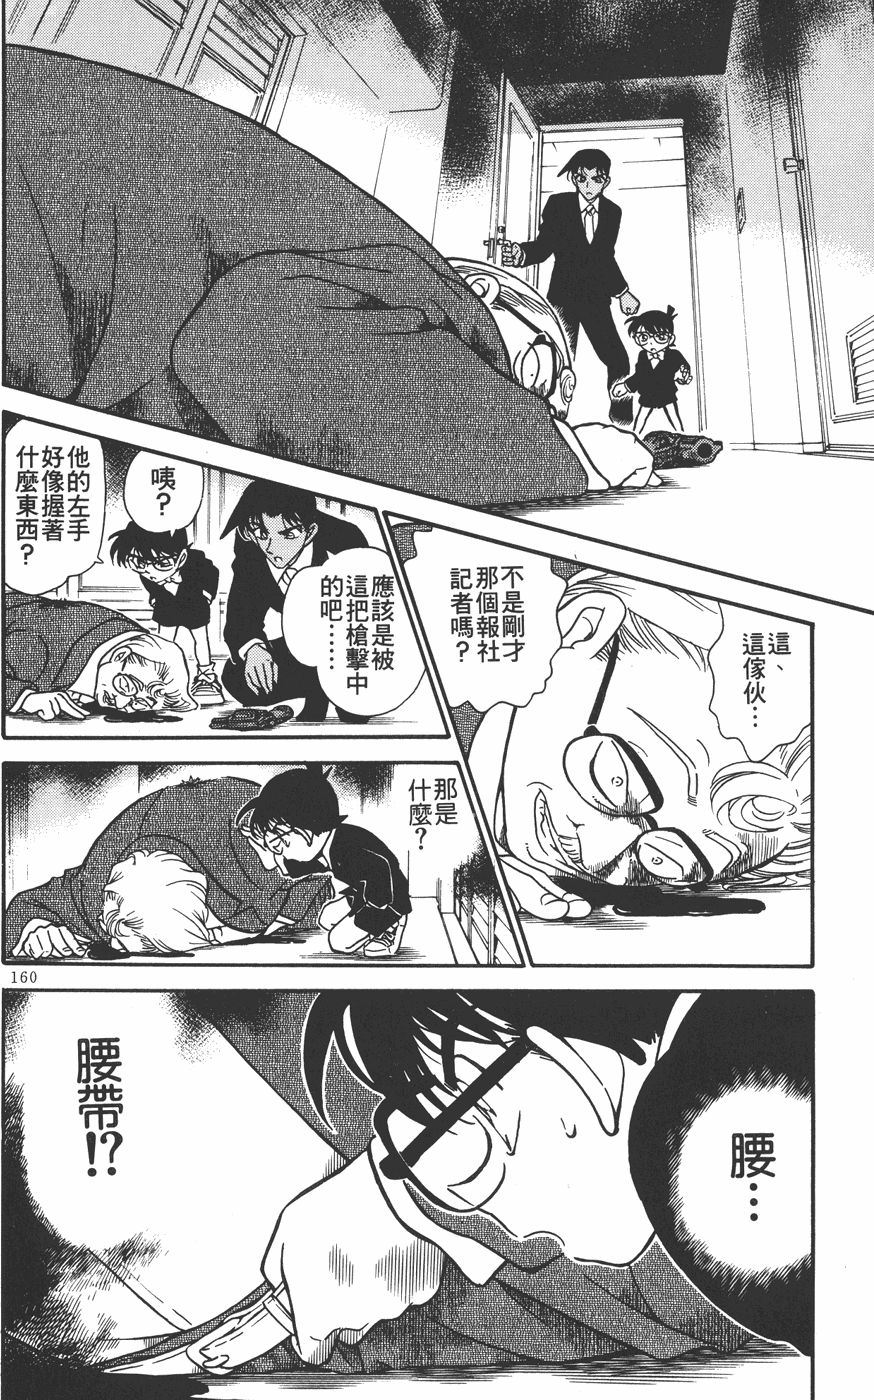 這、
這傢伙…
不是剛才
那個報社
記者嗎？
應該是被
這把槍擊中
的吧……
咦？
他的左手
好像握著
什麼東西？
那是
什麼？
160
腰…
腰帶!?